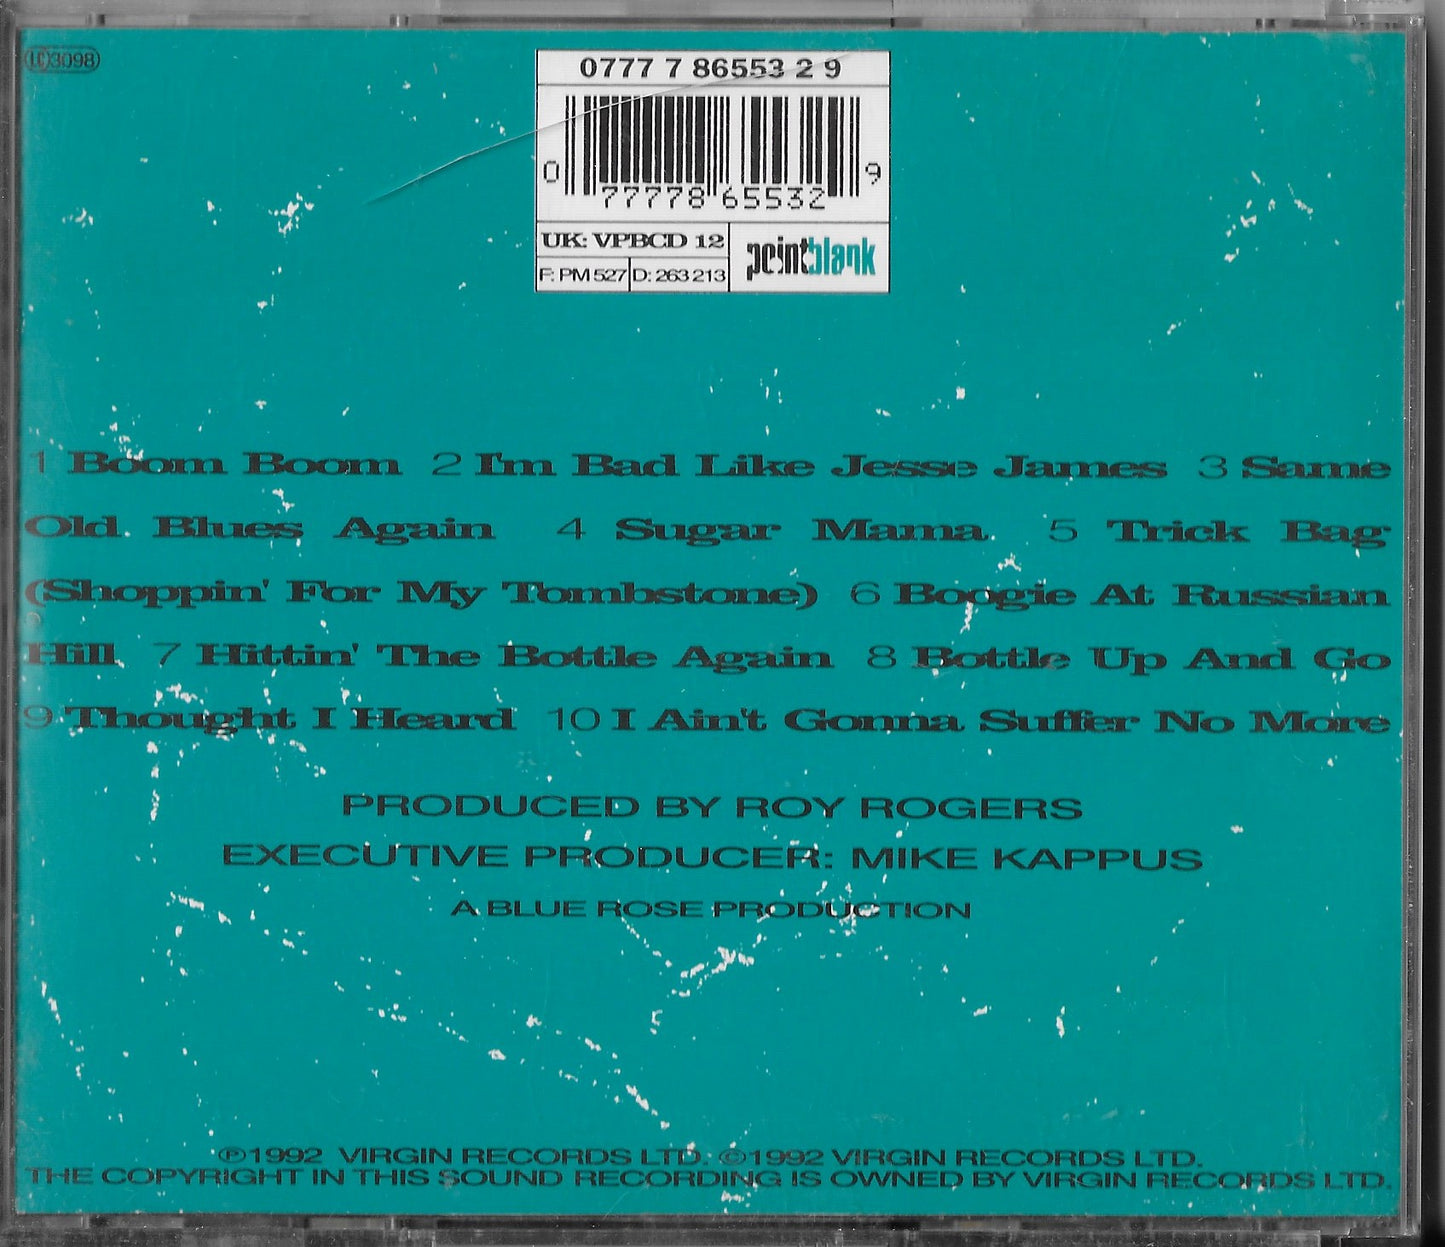 LC 3098
0777 7 86553 2 9
0 77778 65532 9
UK: VPBCD 12
pointblank
F: PM 527 D: 263 213
1 Boom Boom 2 I'm Bad Like Jesse James 3 Same
Old Blues Again 4 Sugar Mama 5 Trick Bag
(Shoppin' For My Tombstone) 6 Boogie At Russian
Hill 7 Hittin' The Bottle Again 8 Bottle Up And Go
9 Thought I Heard 10 I Ain't Gonna Suffer No More
PRODUCED BY ROY ROGERS
EXECUTIVE PRODUCER: MIKE KAPPUS
A BLUE ROSE PRODUCTION
℗1992 VIRGIN RECORDS LTD. ©1992 VIRGIN RECORDS LTD.
THE COPYRIGHT IN THIS SOUND RECORDING IS OWNED BY VIRGIN RECORDS LTD.